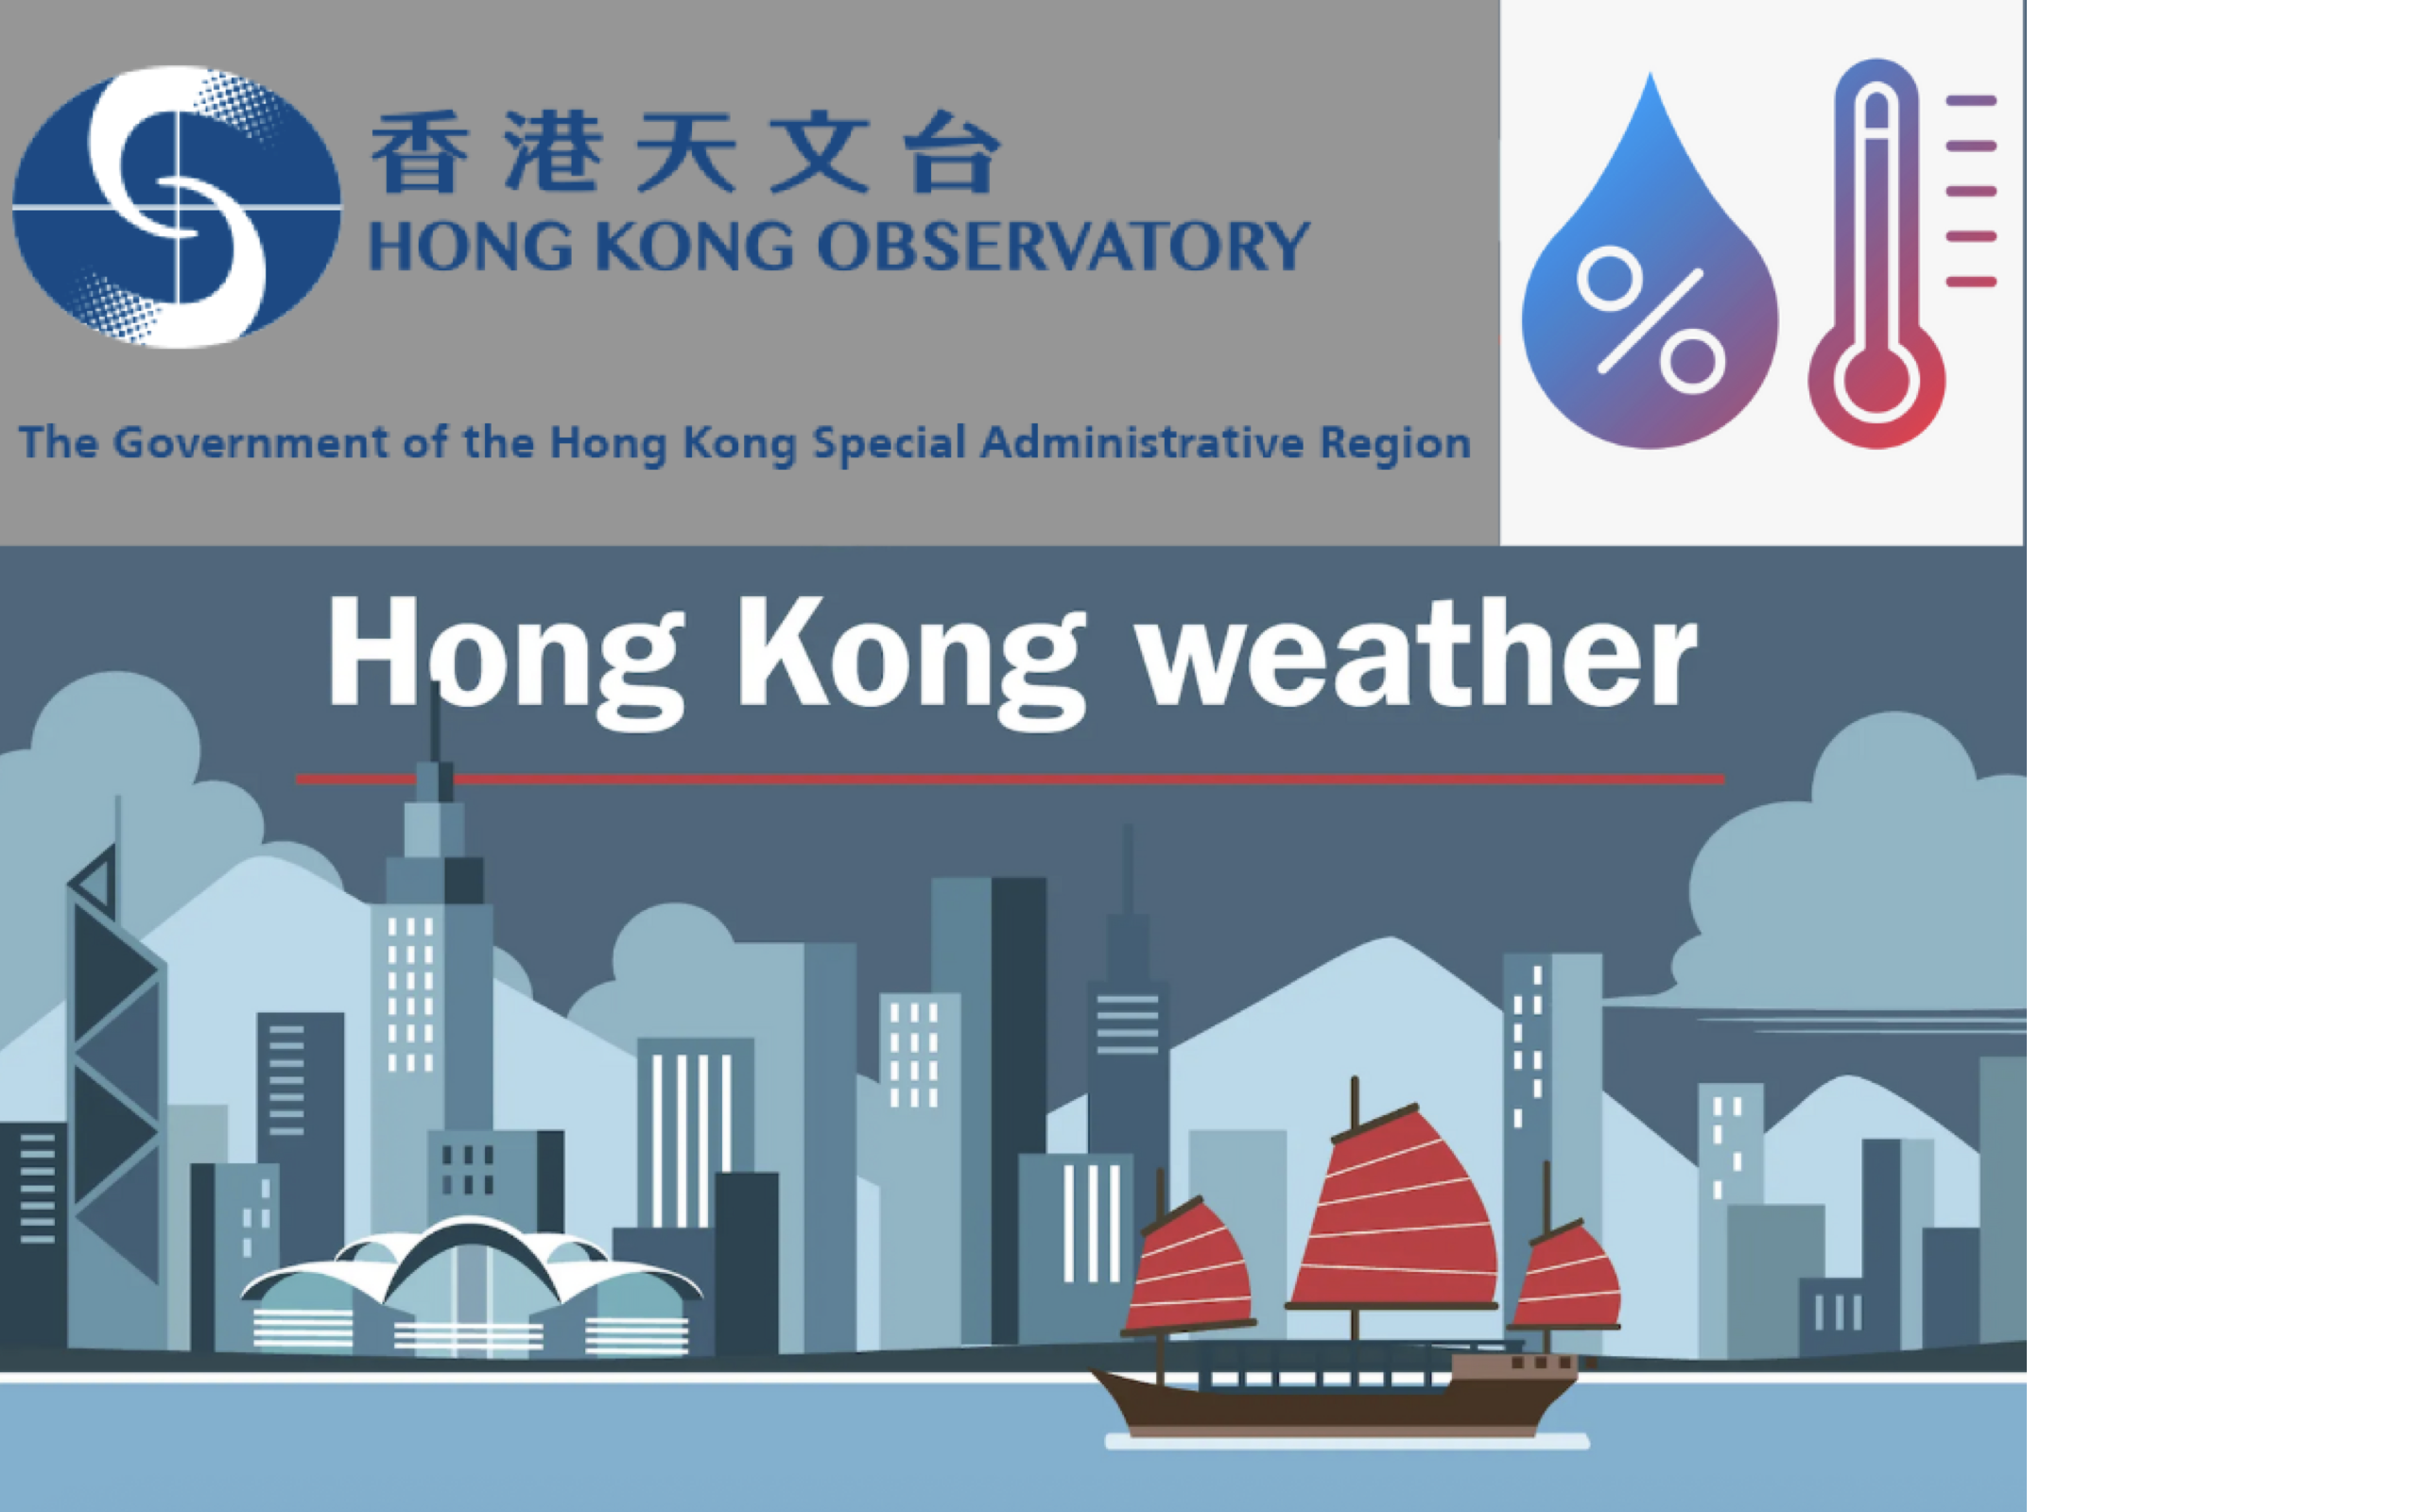 香港天文台
HONG KONG OBSERVATORY
The Government of the Hong Kong Special Administrative Region
%
Hong Kong weather